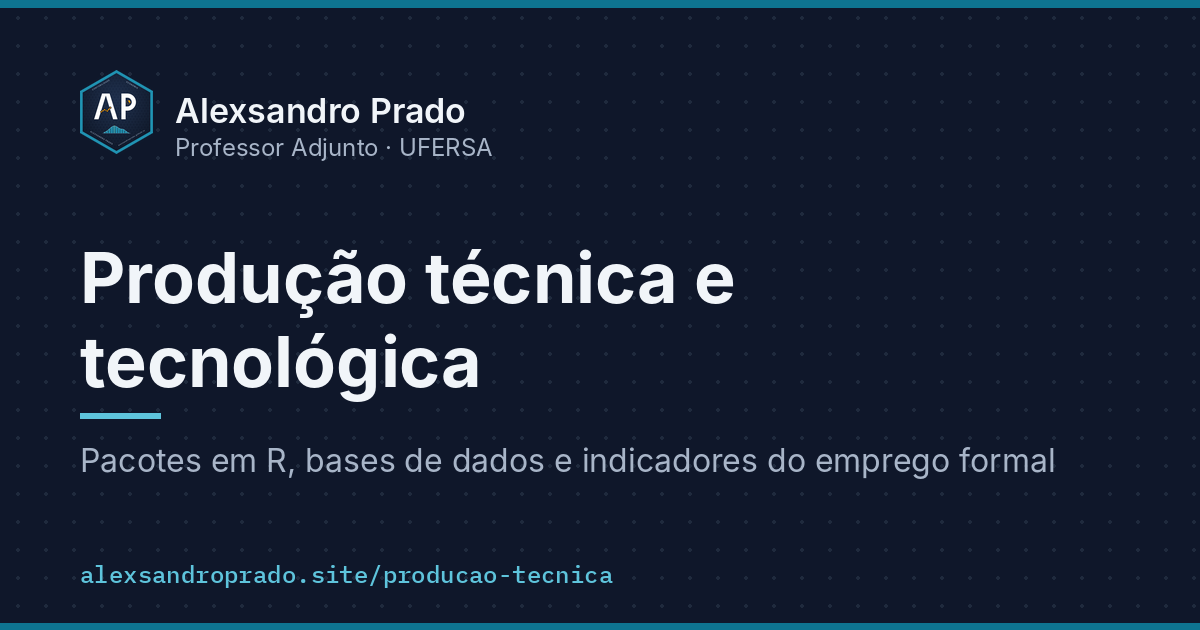 AP
Alexsandro Prado
Professor Adjunto · UFERSA
Produção técnica e
tecnológica
Pacotes em R, bases de dados e indicadores do emprego formal
alexsandroprado.site/producao-tecnica